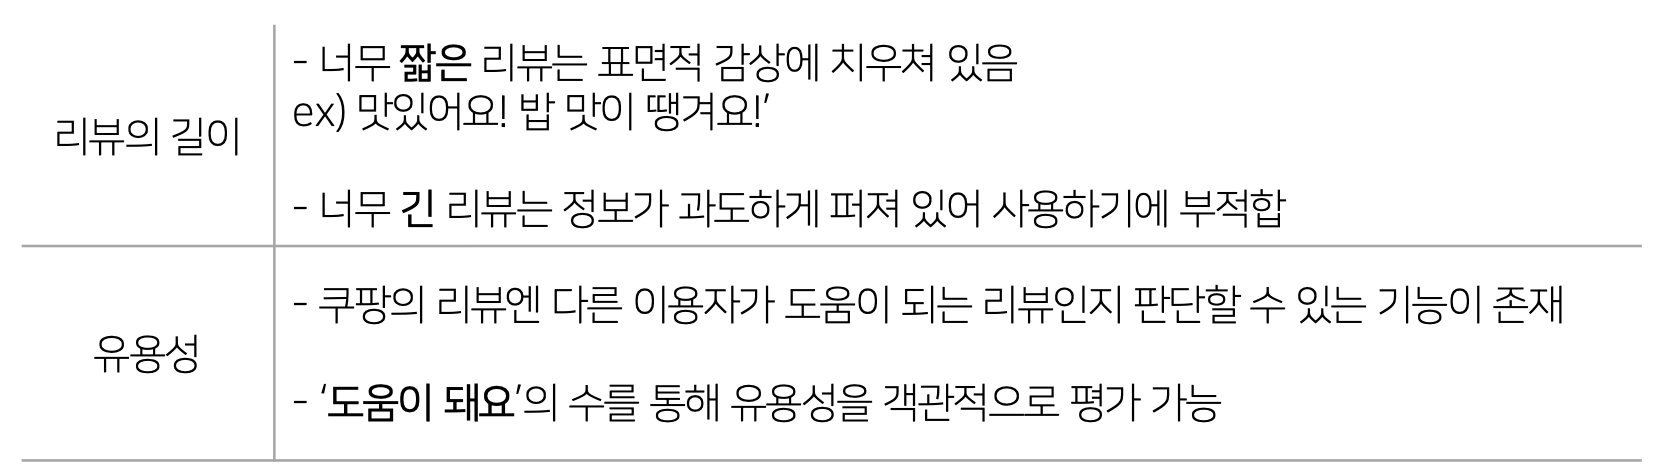 리뷰의 길이
- 너무 짧은 리뷰는 표면적 감상에 치우쳐 있음
ex) 맛있어요! 밥 맛이 땡겨요!’
- 너무 긴 리뷰는 정보가 과도하게 퍼져 있어 사용하기에 부적합
유용성
- 쿠팡의 리뷰엔 다른 이용자가 도움이 되는 리뷰인지 판단할 수 있는 기능이 존재
- ‘도움이 돼요’의 수를 통해 유용성을 객관적으로 평가 가능